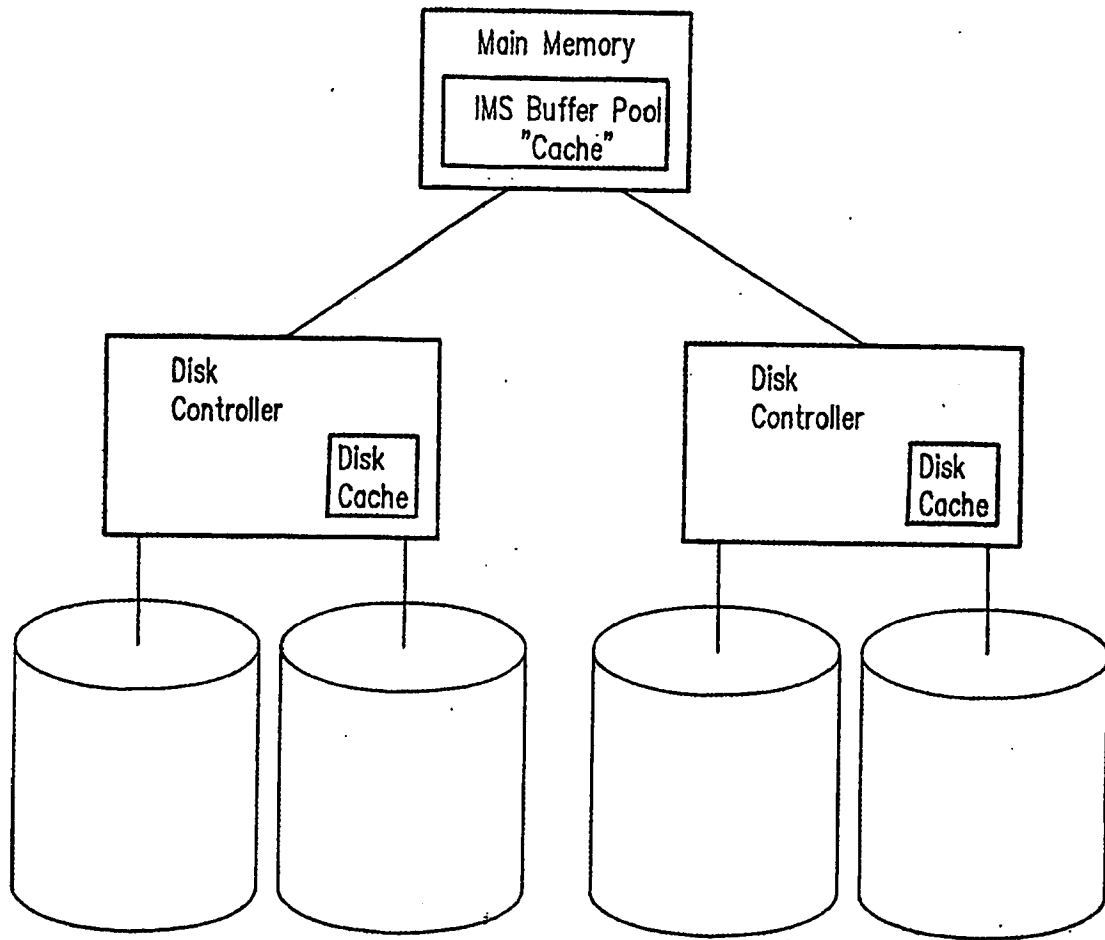 Main Memory
IMS Buffer Pool
"Cache"
Disk
Controller
Disk
Cache
Disk
Controller
Disk
Cache